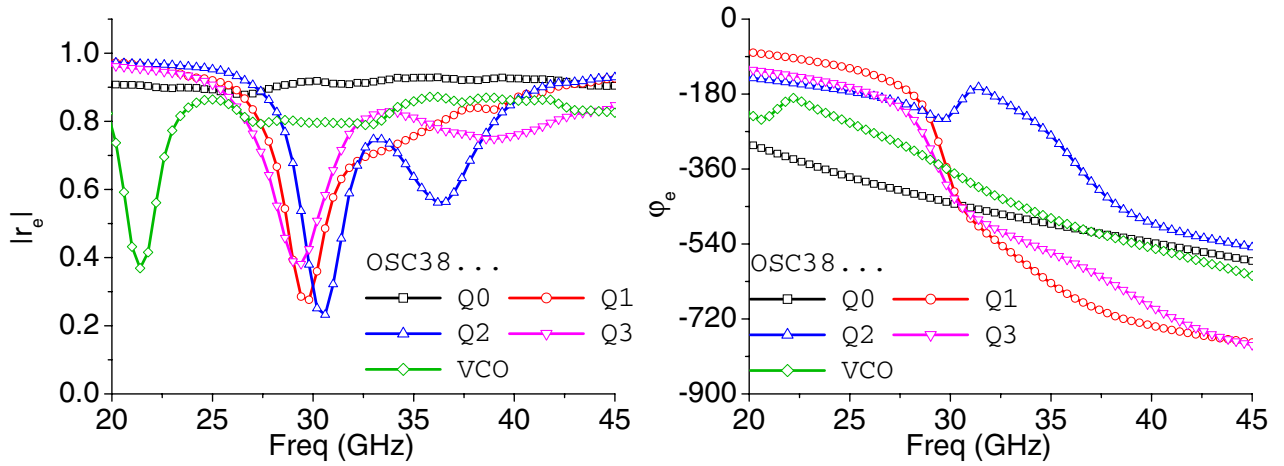 1.0
0.8
0.6
0.4
0.2
0.0
|r_e|
OSC38...
Q0 Q1
Q2 Q3
VCO
20 25 30 35 40 45
Freq (GHz)
0
-180
-360
-540
-720
-900
φ_e
OSC38...
Q0 Q1
Q2 Q3
VCO
20 25 30 35 40 45
Freq (GHz)